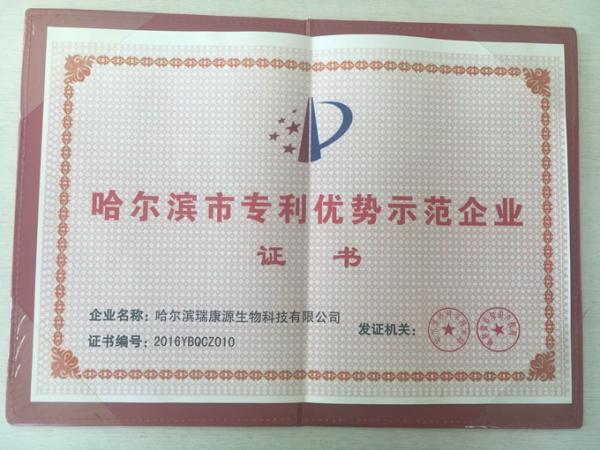 哈尔滨市专利优势示范企业
证 书
企业名称：哈尔滨瑞康源生物科技有限公司
证书编号：2016YBQCZ010
发证机关：